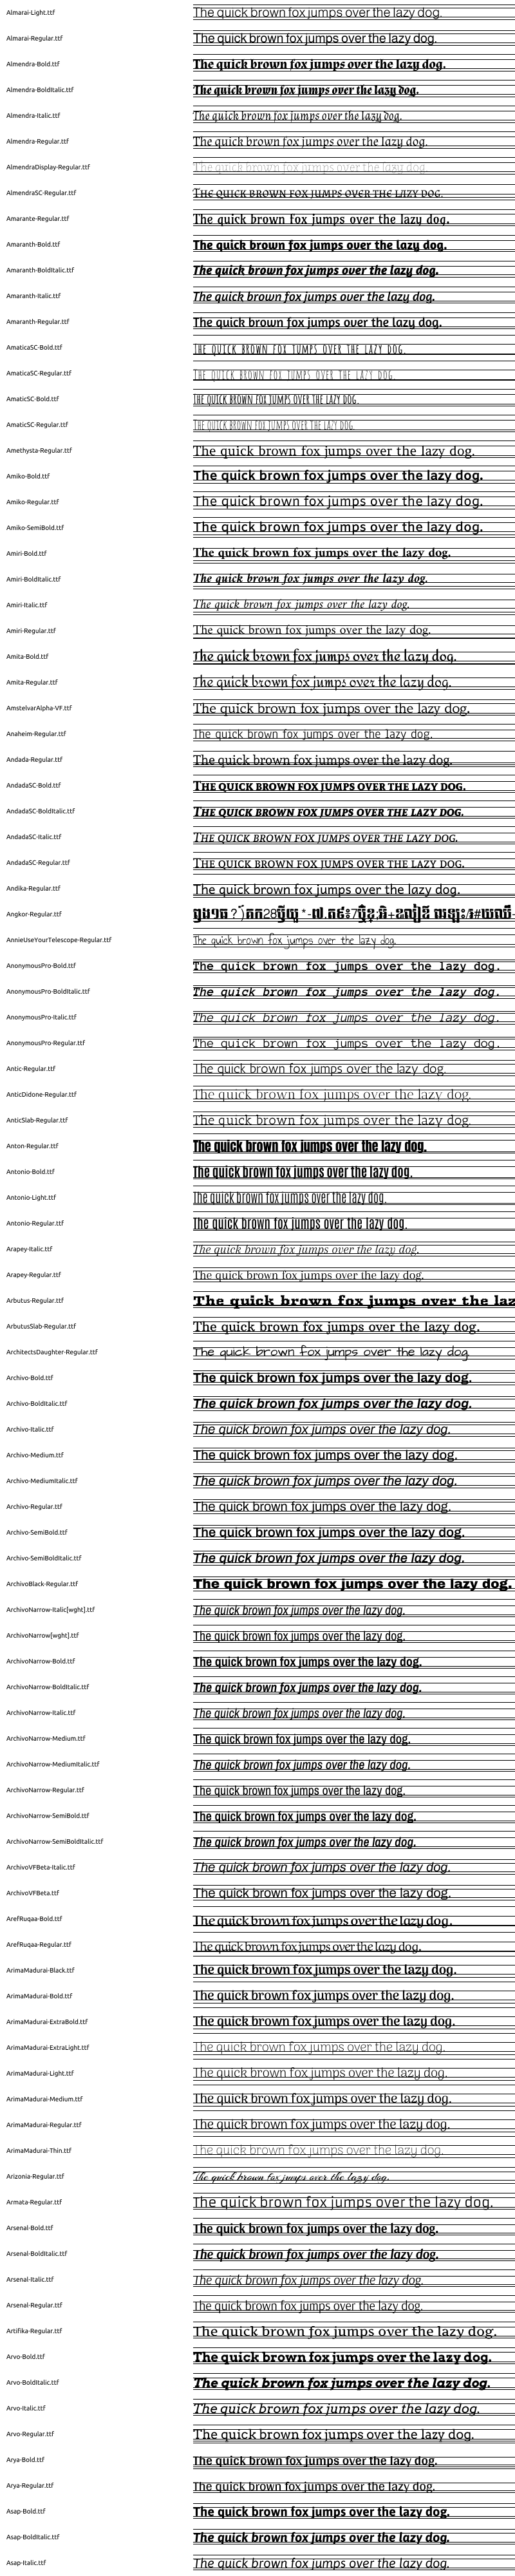 Almarai-Light.ttf The quick brown fox jumps over the lazy dog.
Almarai-Regular.ttf The quick brown fox jumps over the lazy dog.
Almendra-Bold.ttf The quick brown fox jumps over the lazy dog.
Almendra-BoldItalic.ttf The quick brown fox jumps over the lazy dog.
Almendra-Italic.ttf The quick brown fox jumps over the lazy dog.
Almendra-Regular.ttf The quick brown fox jumps over the lazy dog.
AlmendraDisplay-Regular.ttf The quick brown fox jumps over the lazy dog.
AlmendraSC-Regular.ttf THE QUICK BROWN FOX JUMPS OVER THE LAZY DOG.
Amarante-Regular.ttf The quick brown fox jumps over the lazy dog.
Amaranth-Bold.ttf The quick brown fox jumps over the lazy dog.
Amaranth-BoldItalic.ttf The quick brown fox jumps over the lazy dog.
Amaranth-Italic.ttf The quick brown fox jumps over the lazy dog.
Amaranth-Regular.ttf The quick brown fox jumps over the lazy dog.
AmaticaSC-Bold.ttf THE QUICK BROWN FOX JUMPS OVER THE LAZY DOG.
AmaticaSC-Regular.ttf THE QUICK BROWN FOX JUMPS OVER THE LAZY DOG.
AmaticSC-Bold.ttf THE QUICK BROWN FOX JUMPS OVER THE LAZY DOG.
AmaticSC-Regular.ttf THE QUICK BROWN FOX JUMPS OVER THE LAZY DOG.
Amethysta-Regular.ttf The quick brown fox jumps over the lazy dog.
Amiko-Bold.ttf The quick brown fox jumps over the lazy dog.
Amiko-Regular.ttf The quick brown fox jumps over the lazy dog.
Amiko-SemiBold.ttf The quick brown fox jumps over the lazy dog.
Amiri-Bold.ttf The quick brown fox jumps over the lazy dog.
Amiri-BoldItalic.ttf The quick brown fox jumps over the lazy dog.
Amiri-Italic.ttf The quick brown fox jumps over the lazy dog.
Amiri-Regular.ttf The quick brown fox jumps over the lazy dog.
Amita-Bold.ttf The quick brown fox jumps over the lazy dog.
Amita-Regular.ttf The quick brown fox jumps over the lazy dog.
AmstelvarAlpha-VF.ttf The quick brown fox jumps over the lazy dog.
Anaheim-Regular.ttf The quick brown fox jumps over the lazy dog.
Andada-Regular.ttf The quick brown fox jumps over the lazy dog.
AndadaSC-Bold.ttf THE QUICK BROWN FOX JUMPS OVER THE LAZY DOG.
AndadaSC-BoldItalic.ttf THE QUICK BROWN FOX JUMPS OVER THE LAZY DOG.
AndadaSC-Italic.ttf THE QUICK BROWN FOX JUMPS OVER THE LAZY DOG.
AndadaSC-Regular.ttf THE QUICK BROWN FOX JUMPS OVER THE LAZY DOG.
Andika-Regular.ttf The quick brown fox jumps over the lazy dog.
Angkor-Regular.ttf
AnnieUseYourTelescope-Regular.ttf The quick brown fox jumps over the lazy dog.
AnonymousPro-Bold.ttf The quick brown fox jumps over the lazy dog.
AnonymousPro-BoldItalic.ttf The quick brown fox jumps over the lazy dog.
AnonymousPro-Italic.ttf The quick brown fox jumps over the lazy dog.
AnonymousPro-Regular.ttf The quick brown fox jumps over the lazy dog.
Antic-Regular.ttf The quick brown fox jumps over the lazy dog.
AnticDidone-Regular.ttf The quick brown fox jumps over the lazy dog.
AnticSlab-Regular.ttf The quick brown fox jumps over the lazy dog.
Anton-Regular.ttf The quick brown fox jumps over the lazy dog.
Antonio-Bold.ttf The quick brown fox jumps over the lazy dog.
Antonio-Light.ttf The quick brown fox jumps over the lazy dog.
Antonio-Regular.ttf The quick brown fox jumps over the lazy dog.
Arapey-Italic.ttf The quick brown fox jumps over the lazy dog.
Arapey-Regular.ttf The quick brown fox jumps over the lazy dog.
Arbutus-Regular.ttf The quick brown fox jumps over the laz
ArbutusSlab-Regular.ttf The quick brown fox jumps over the lazy dog.
ArchitectsDaughter-Regular.ttf The quick brown fox jumps over the lazy dog.
Archivo-Bold.ttf The quick brown fox jumps over the lazy dog.
Archivo-BoldItalic.ttf The quick brown fox jumps over the lazy dog.
Archivo-Italic.ttf The quick brown fox jumps over the lazy dog.
Archivo-Medium.ttf The quick brown fox jumps over the lazy dog.
Archivo-MediumItalic.ttf The quick brown fox jumps over the lazy dog.
Archivo-Regular.ttf The quick brown fox jumps over the lazy dog.
Archivo-SemiBold.ttf The quick brown fox jumps over the lazy dog.
Archivo-SemiBoldItalic.ttf The quick brown fox jumps over the lazy dog.
ArchivoBlack-Regular.ttf The quick brown fox jumps over the lazy dog.
ArchivoNarrow-Italic[wght].ttf The quick brown fox jumps over the lazy dog.
ArchivoNarrow[wght].ttf The quick brown fox jumps over the lazy dog.
ArchivoNarrow-Bold.ttf The quick brown fox jumps over the lazy dog.
ArchivoNarrow-BoldItalic.ttf The quick brown fox jumps over the lazy dog.
ArchivoNarrow-Italic.ttf The quick brown fox jumps over the lazy dog.
ArchivoNarrow-Medium.ttf The quick brown fox jumps over the lazy dog.
ArchivoNarrow-MediumItalic.ttf The quick brown fox jumps over the lazy dog.
ArchivoNarrow-Regular.ttf The quick brown fox jumps over the lazy dog.
ArchivoNarrow-SemiBold.ttf The quick brown fox jumps over the lazy dog.
ArchivoNarrow-SemiBoldItalic.ttf The quick brown fox jumps over the lazy dog.
ArchivoVFBeta-Italic.ttf The quick brown fox jumps over the lazy dog.
ArchivoVFBeta.ttf The quick brown fox jumps over the lazy dog.
ArefRuqaa-Bold.ttf The quick brown fox jumps over the lazy dog.
ArefRuqaa-Regular.ttf The quick brown fox jumps over the lazy dog.
ArimaMadurai-Black.ttf The quick brown fox jumps over the lazy dog.
ArimaMadurai-Bold.ttf The quick brown fox jumps over the lazy dog.
ArimaMadurai-ExtraBold.ttf The quick brown fox jumps over the lazy dog.
ArimaMadurai-ExtraLight.ttf The quick brown fox jumps over the lazy dog.
ArimaMadurai-Light.ttf The quick brown fox jumps over the lazy dog.
ArimaMadurai-Medium.ttf The quick brown fox jumps over the lazy dog.
ArimaMadurai-Regular.ttf The quick brown fox jumps over the lazy dog.
ArimaMadurai-Thin.ttf The quick brown fox jumps over the lazy dog.
Arizonia-Regular.ttf The quick brown fox jumps over the lazy dog.
Armata-Regular.ttf The quick brown fox jumps over the lazy dog.
Arsenal-Bold.ttf The quick brown fox jumps over the lazy dog.
Arsenal-BoldItalic.ttf The quick brown fox jumps over the lazy dog.
Arsenal-Italic.ttf The quick brown fox jumps over the lazy dog.
Arsenal-Regular.ttf The quick brown fox jumps over the lazy dog.
Artifika-Regular.ttf The quick brown fox jumps over the lazy dog.
Arvo-Bold.ttf The quick brown fox jumps over the lazy dog.
Arvo-BoldItalic.ttf The quick brown fox jumps over the lazy dog.
Arvo-Italic.ttf The quick brown fox jumps over the lazy dog.
Arvo-Regular.ttf The quick brown fox jumps over the lazy dog.
Arya-Bold.ttf The quick brown fox jumps over the lazy dog.
Arya-Regular.ttf The quick brown fox jumps over the lazy dog.
Asap-Bold.ttf The quick brown fox jumps over the lazy dog.
Asap-BoldItalic.ttf The quick brown fox jumps over the lazy dog.
Asap-Italic.ttf The quick brown fox jumps over the lazy dog.